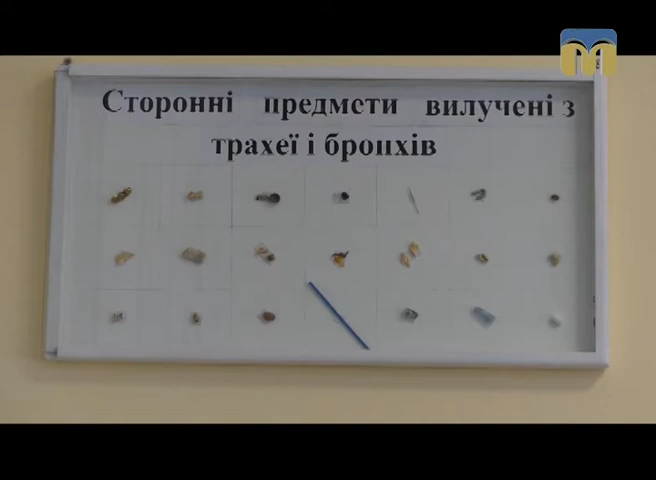 Сторонні предмети вилучені з
трахеї і бронхів
М